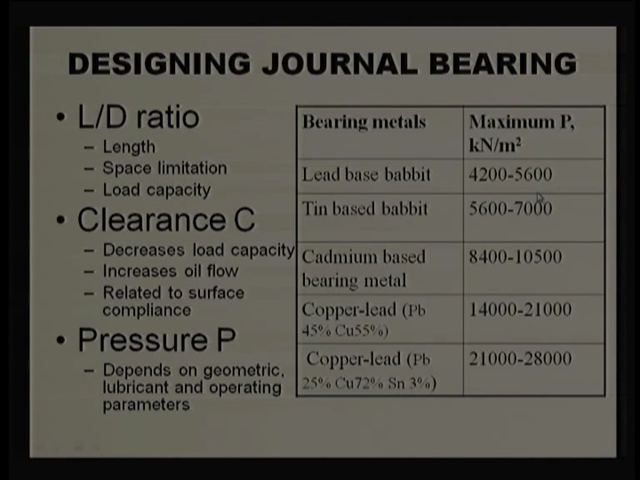 DESIGNING JOURNAL BEARING
• L/D ratio
– Length
– Space limitation
– Load capacity
• Clearance C
– Decreases load capacity
– Increases oil flow
– Related to surface
compliance
• Pressure P
– Depends on geometric,
lubricant and operating
parameters
Bearing metals
Maximum P,
kN/m²
Lead base babbit
4200-5600
Tin based babbit
5600-7000
Cadmium based
bearing metal
8400-10500
Copper-lead (Pb
45% Cu55%)
14000-21000
Copper-lead (Pb
25% Cu72% Sn 3%)
21000-28000